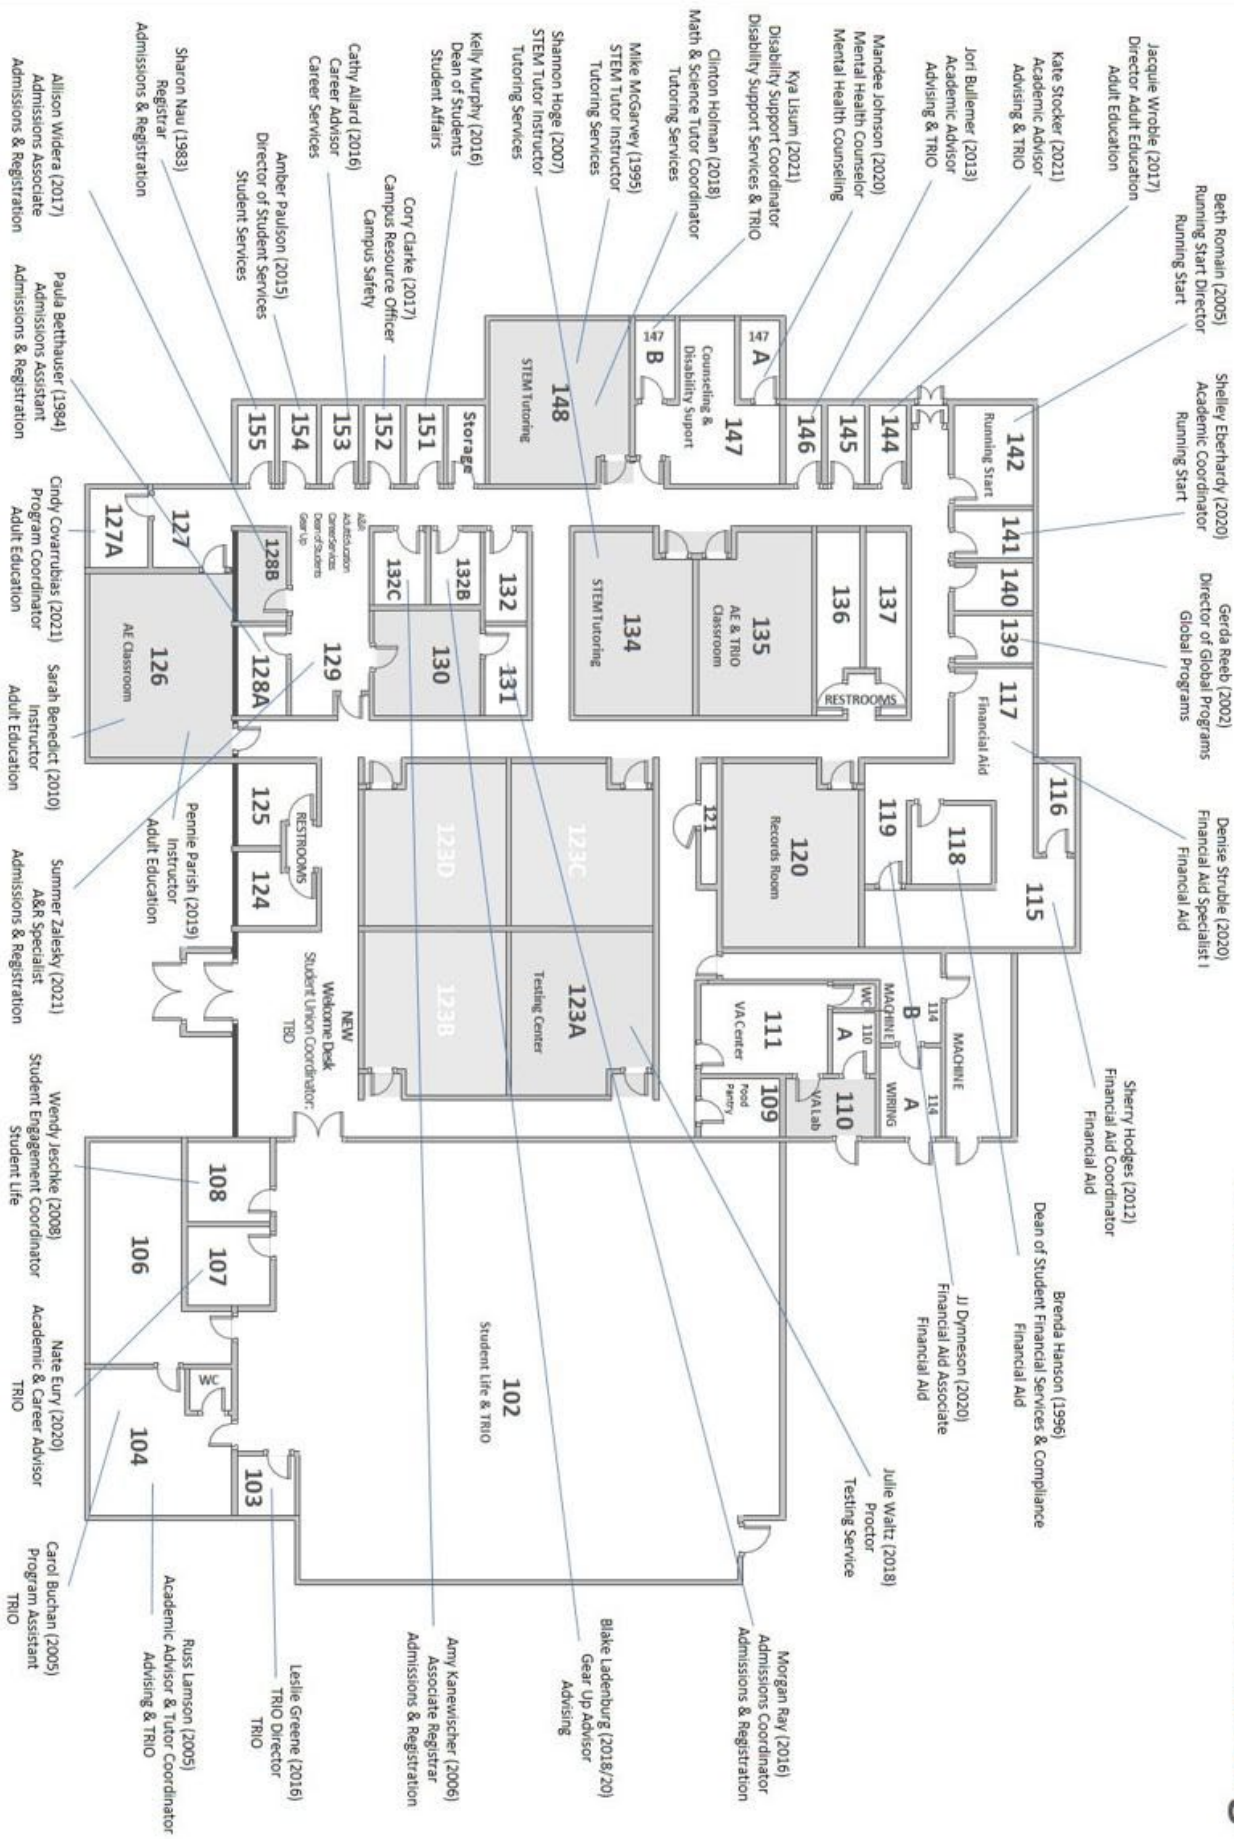 Beth Romain (2005)
Running Start Director
Running Start
Shelley Eberhardy (2020)
Academic Coordinator
Running Start
Gerda Reeb (2002)
Director of Global Programs
Global Programs
Denise Struble (2020)
Financial Aid Specialist I
Financial Aid
Sherry Hodges (2012)
Financial Aid Coordinator
Financial Aid
Brenda Hanson (1996)
Dean of Student Financial Services & Compliance
Financial Aid
JJ Dynneson (2020)
Financial Aid Associate
Financial Aid
Julie Waltz (2018)
Proctor
Testing Service
Morgan Ray (2016)
Admissions Coordinator
Admissions & Registration
Blake Ladenburg (2018/20)
Gear Up Advisor
Advising
Amy Kanewischer (2006)
Associate Registrar
Admissions & Registration
Leslie Greene (2016)
TRIO Director
TRIO
Russ Lamson (2005)
Academic Advisor & Tutor Coordinator
Advising & TRIO
Carol Buchan (2005)
Program Assistant
TRIO
Nate Eury (2020)
Academic & Career Advisor
TRIO
Wendy Jeschke (2008)
Student Engagement Coordinator
Student Life
Summer Zalesky (2021)
A&R Specialist
Admissions & Registration
Pennie Parish (2019)
Instructor
Adult Education
Sarah Benedict (2010)
Instructor
Adult Education
Cindy Covarrubias (2021)
Program Coordinator
Adult Education
Paula Betthauser (1984)
Admissions Assistant
Admissions & Registration
Allison Widera (2017)
Admissions Associate
Admissions & Registration
Sharon Nau (1983)
Registrar
Admissions & Registration
Amber Paulson (2015)
Director of Student Services
Student Services
Cathy Allard (2016)
Career Advisor
Career Services
Cory Clarke (2017)
Campus Resource Officer
Campus Safety
Kelly Murphy (2016)
Dean of Students
Student Affairs
Shannon Hoge (2007)
STEM Tutor Instructor
Tutoring Services
Mike McGarvey (1995)
STEM Tutor Instructor
Tutoring Services
Clinton Holman (2018)
Math & Science Tutor Coordinator
Tutoring Services
Kya Lisum (2021)
Disability Support Coordinator
Disability Support Services & TRIO
Mandee Johnson (2020)
Mental Health Counselor
Mental Health Counseling
Jori Bullemer (2013)
Academic Advisor
Advising & TRIO
Kate Stocker (2021)
Academic Advisor
Advising & TRIO
Jacquie Wroble (2017)
Director Adult Education
Adult Education
142
Running Start
141
140
139
117
Financial Aid
116
115
118
119
120
Records Room
121
144
145
146
147
A
147
Counseling &
Disability Suport
147
B
137
136
RESTROOMS
135
AE & TRIO
Classroom
134
STEM Tutoring
148
STEM Tutoring
Storage
151
152
153
154
155
132
131
132B
132C
130
A&R
Adult Education
Career Services
Dean of Students
Gear Up
129
128B
128A
127
127A
126
AE Classroom
125
RESTROOMS
124
123C
123D
123A
Testing Center
123B
NEW
Welcome Desk
Student Union Coordinator:
TBD
MACHINE
114
B
MACHINE
114
A
WIRING
WC
110
A
111
VA Center
110
VA Lab
109
Food
Pantry
102
Student Life & TRIO
108
107
106
WC
104
103